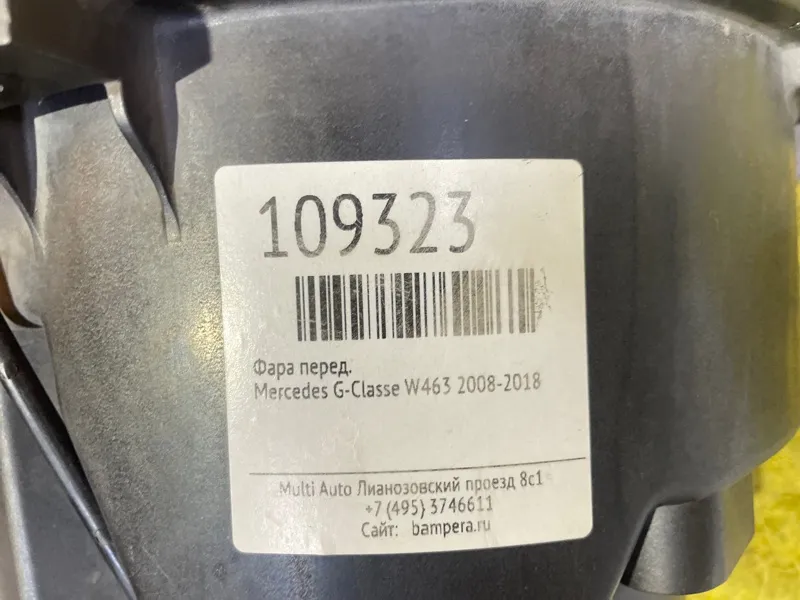 109323
Фара перед.
Mercedes G-Classe W463 2008-2018
Multi Auto Лианозовский проезд 8с1
+7 (495) 3746611
Сайт: bampera.ru